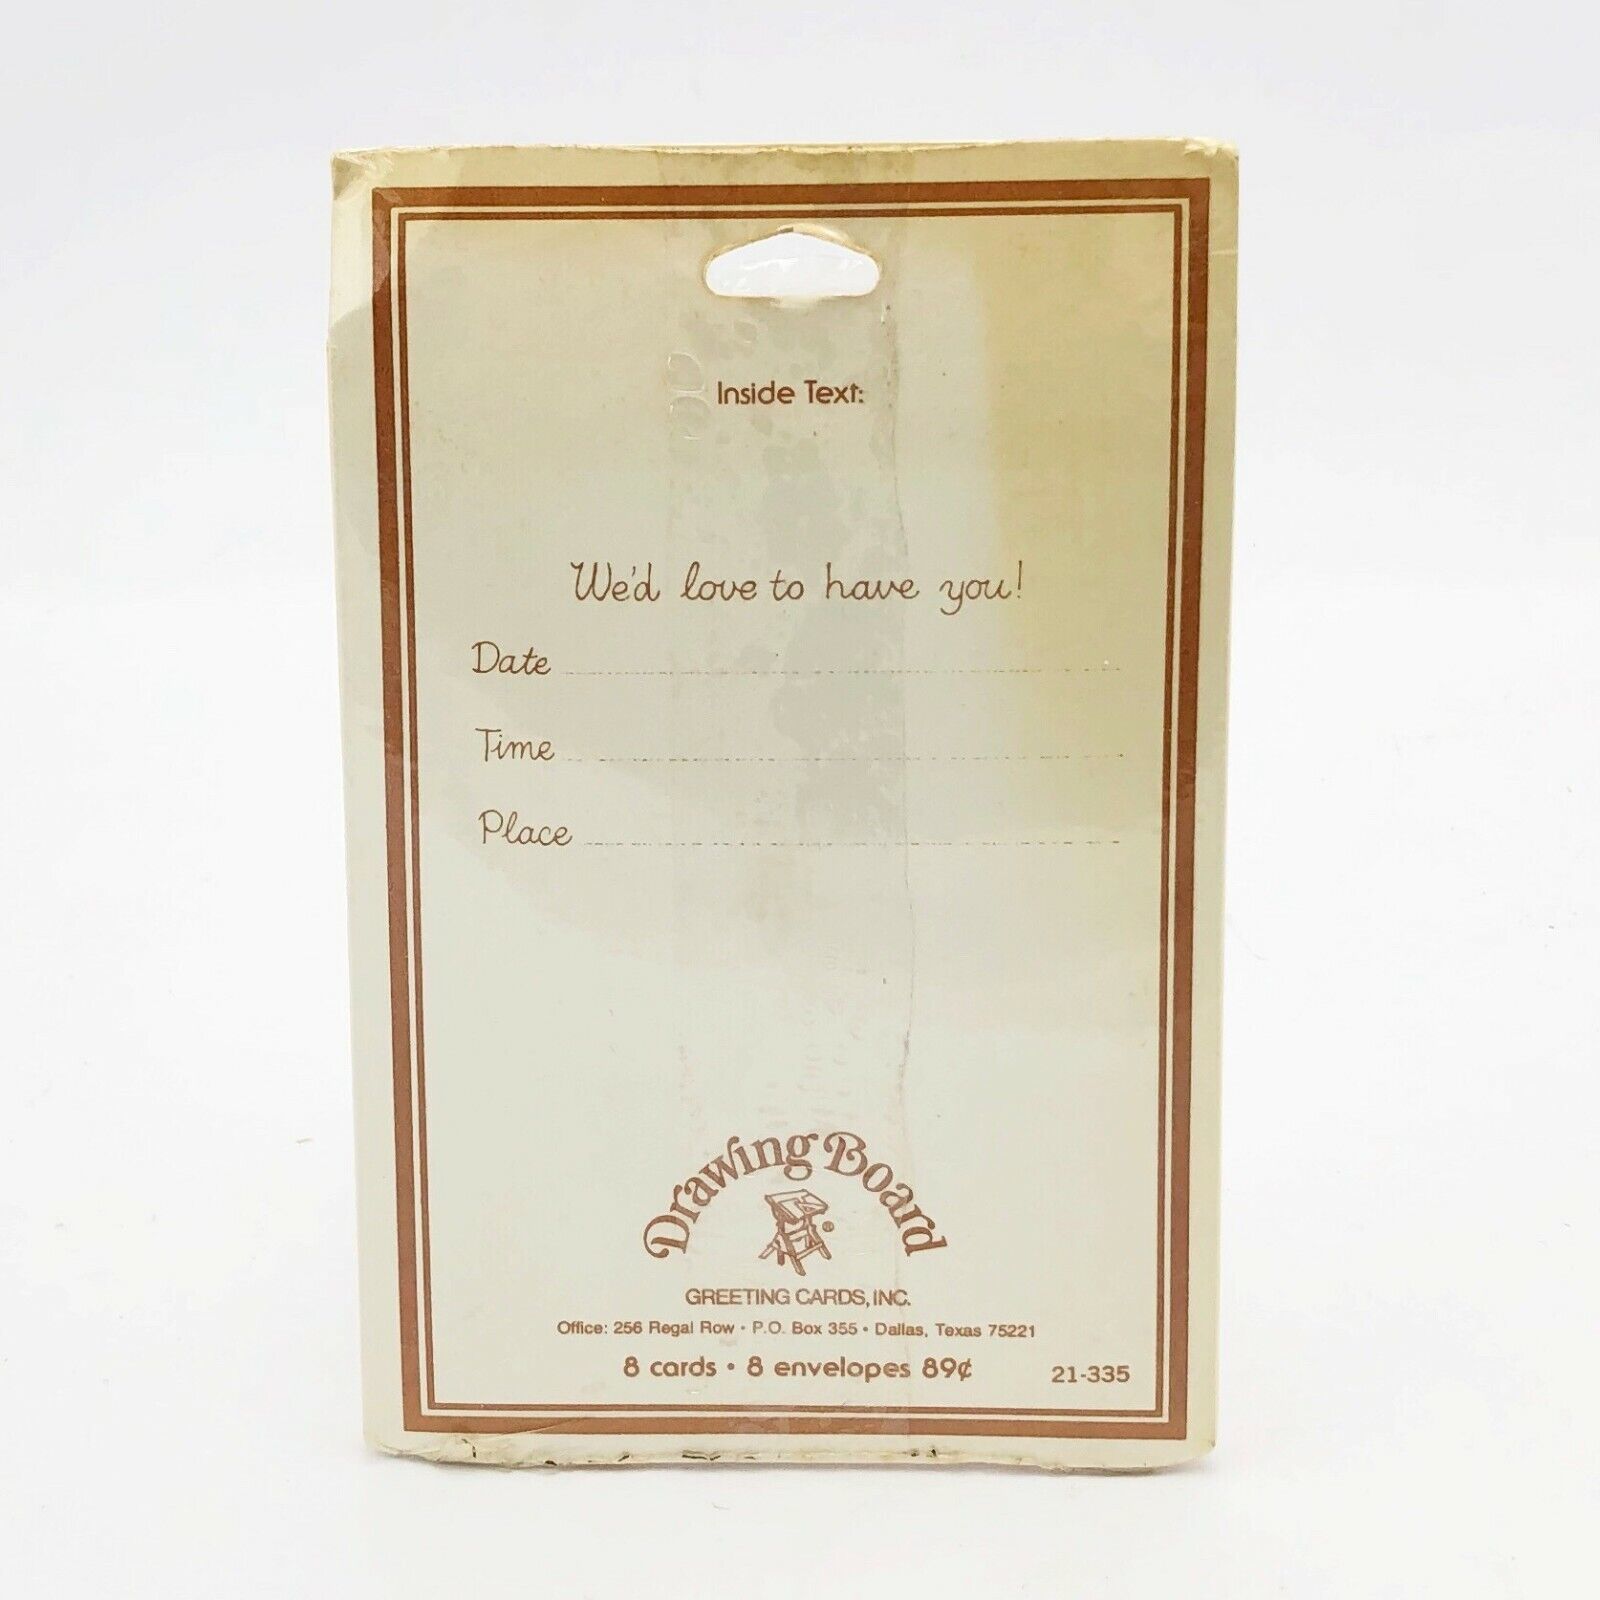 Inside Text:
We'd love to have you!
Date
Time
Place
Drawing Board
®
GREETING CARDS, INC.
Office: 256 Regal Row • P.O. Box 355 • Dallas, Texas 75221
8 cards • 8 envelopes 89¢
21-335